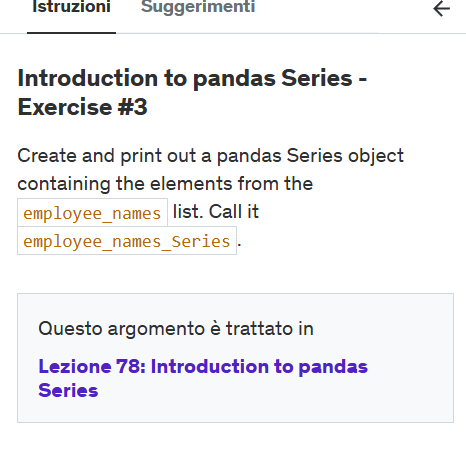 Istruzioni Suggerimenti
Introduction to pandas Series -
Exercise #3
Create and print out a pandas Series object
containing the elements from the
employee_names list. Call it
employee_names_Series.
Questo argomento è trattato in
Lezione 78: Introduction to pandas
Series